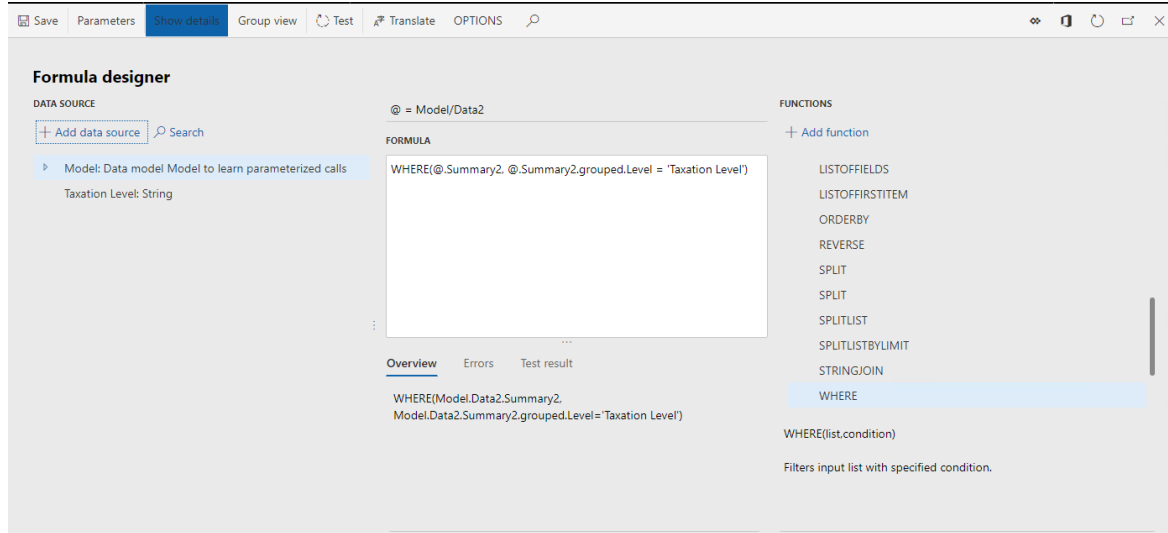 Save Parameters Show details Group view Test Translate OPTIONS
Formula designer
DATA SOURCE
Add data source Search
Model: Data model Model to learn parameterized calls
Taxation Level: String
@ = Model/Data2
FORMULA
WHERE(@.Summary2, @.Summary2.grouped.Level = 'Taxation Level')
Overview Errors Test result
WHERE(Model.Data2.Summary2,
Model.Data2.Summary2.grouped.Level='Taxation Level')
FUNCTIONS
Add function
LISTOFFIELDS
LISTOFFIRSTITEM
ORDERBY
REVERSE
SPLIT
SPLIT
SPLITLIST
SPLITLISTBYLIMIT
STRINGJOIN
WHERE
WHERE(list,condition)
Filters input list with specified condition.